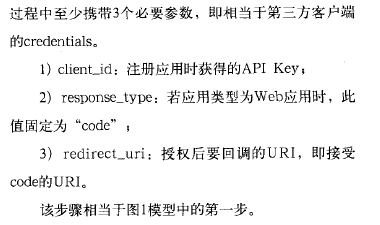 过程中至少携带3个必要参数，即相当于第三方客户端
的credentials。
1) client_id：注册应用时获得的API Key；
2) response_type：若应用类型为Web应用时，此
值固定为“code”；
3) redirect_uri：授权后要回调的URI，即接受
code的URI。
该步骤相当于图1模型中的第一步。